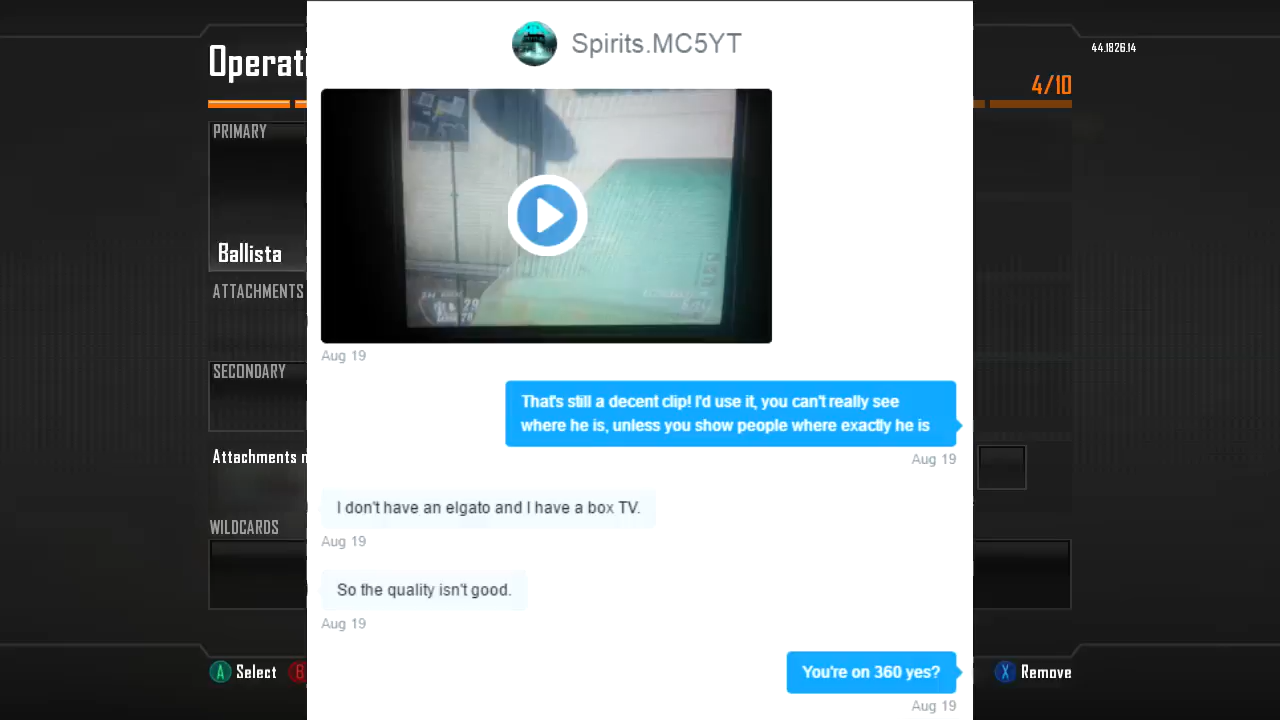 Spirits.MC5YT
44.1826.14
Operati
4/10
PRIMARY
Ballista
ATTACHMENTS
Aug 19
SECONDARY
That's still a decent clip! I'd use it, you can't really see
where he is, unless you show people where exactly he is
Aug 19
Attachments
I don't have an elgato and I have a box TV.
WILDCARDS
Aug 19
So the quality isn't good.
Aug 19
A Select
B
You're on 360 yes?
X Remove
Aug 19